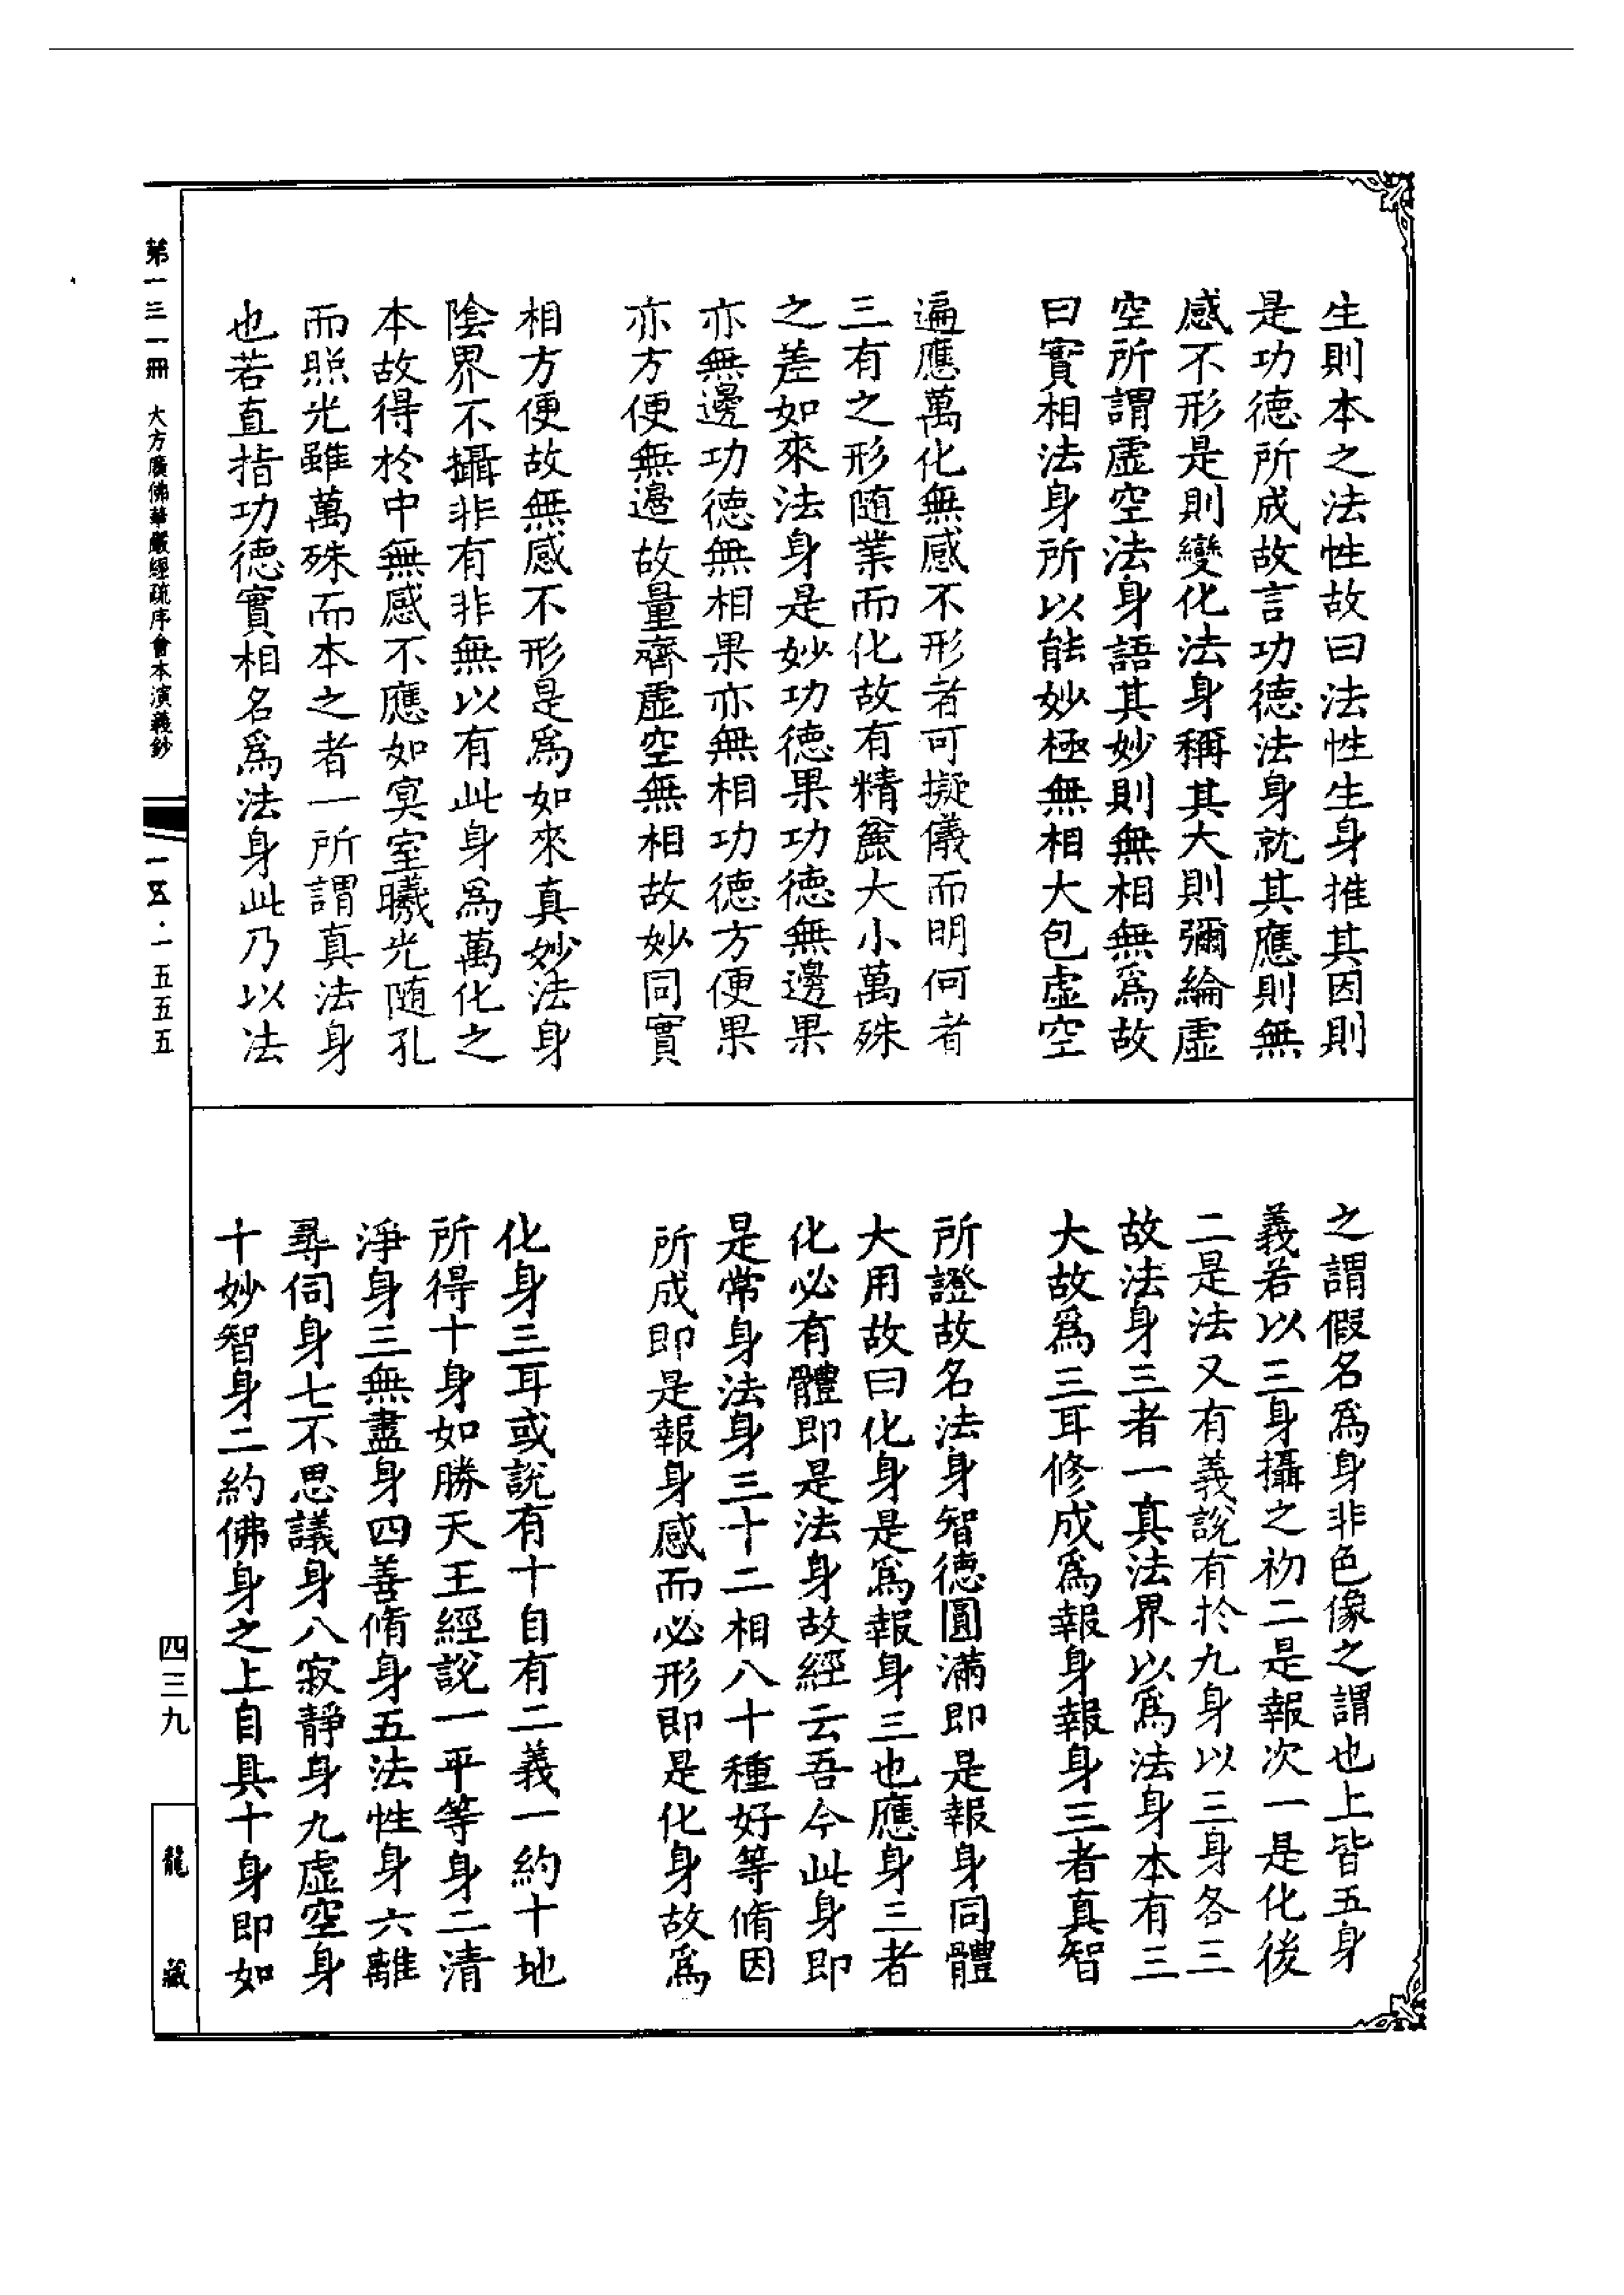 生則本之法性故曰法性生身推其因則
是功德所成故言功德法身就其應則無
感不形是則變化法身稱其大則彌綸虛
空所謂虛空法身語其妙則無相無為故
曰實相法身所以能妙極無相大包虛空
遍應萬化無感不形者可擬儀而明何者
三有之形隨業而化故有精麤大小萬殊
之差如來法身是妙功德果功德無邊果
亦無邊功德無相果亦無相功德方便果
亦方便無邊故量齊虛空無相故妙同實
相方便故無感不形是為如來真妙法身
陰界不攝非有非無以有此身為萬化之
本故得於中無感不應如冥室曦光隨孔
而照光雖萬殊而本之者一所謂真法身
也若直指功德實相名為法身此乃以法
之謂假名為身非色像之謂也上皆五身
義若以三身攝之初二是報次一是化後
二是法又有義說有於九身以三身各三
故法身三者一真法界以為法身本有三
大故為三耳修成為報身報身三者真智
所證故名法身智德圓滿即是報身同體
大用故曰化身是為報身三也應身三者
化必有體即是法身故經云吾今此身即
是常身法身三十二相八十種好等脩因
所成即是報身感而必形即是化身故為
化身三耳或說有十自有二義一約十地
所得十身如勝天王經說一平等身二清
淨身三無盡身四善脩身五法性身六離
尋伺身七不思議身八寂靜身九虛空身
十妙智身二約佛身之上自具十身即如
第一三一冊 大方廣佛華嚴經疏序會本演義鈔
一五·一五五五
四三九
龍藏